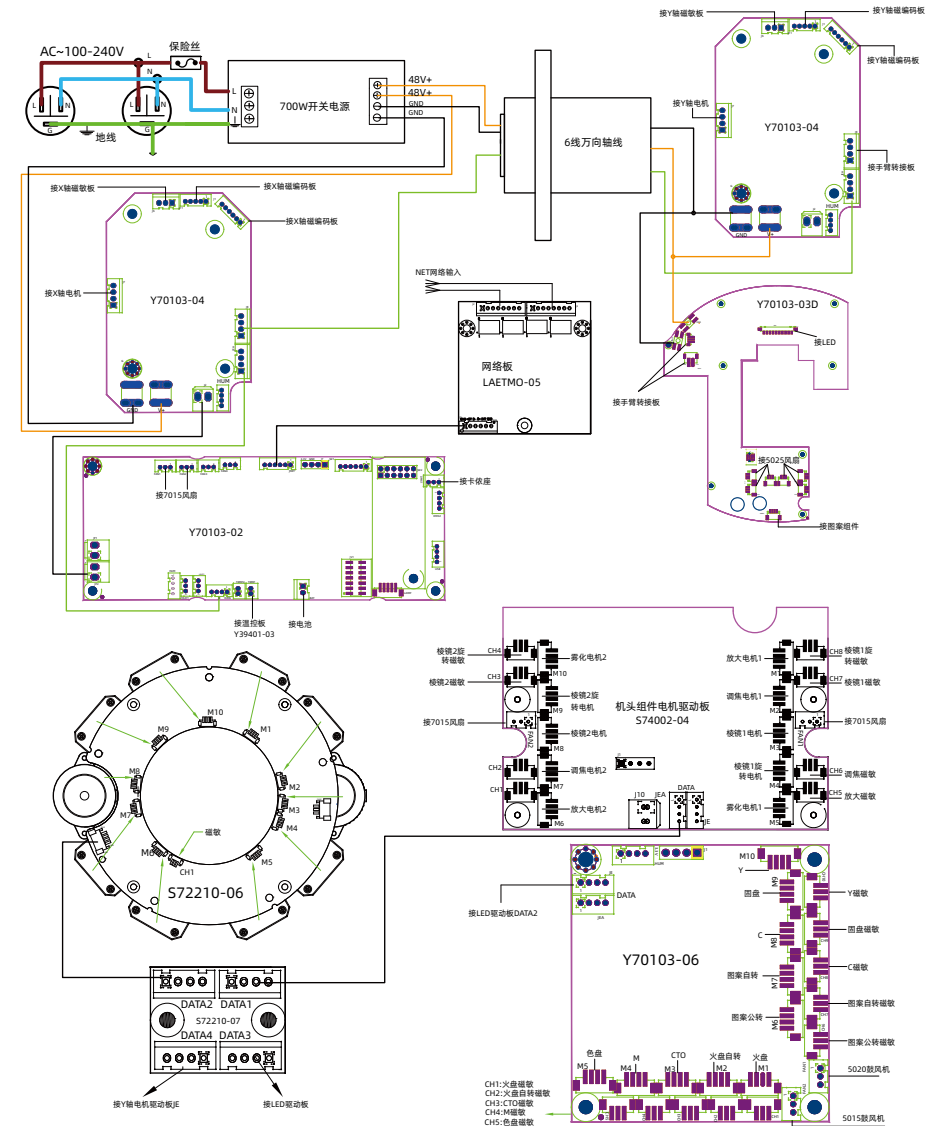 AC~100-240V
L
保险丝
N
L
N
G
L
N
G
地线
L
N
700W开关电源
48V+
48V+
GND
GND
6线万向轴线
接Y轴磁敏板
接Y轴磁编码板
接Y轴磁编码板
接Y轴电机
Y70103-04
接手臂转接板
HUM
GND
V+
接X轴磁敏板
接X轴磁编码板
接X轴磁编码板
接X轴电机
Y70103-04
HUM
GND
V+
NET网络输入
网络板
LAETMO-05
Y70103-03D
接LED
接手臂转接板
接5025风扇
接图案组件
接7015风扇
接卡侬座
Y70103-02
接温控板
Y39401-03
接电池
M10
M9
M1
M8
M2
M7
M3
M4
M6
磁敏
CH1
M5
S72210-06
DATA2
DATA1
S72210-07
DATA4
DATA3
接Y轴电机驱动板JE
接LED驱动板
CH4
棱镜2旋
转磁敏
雾化电机2
M10
CH3
棱镜2磁敏
棱镜2旋
转电机
M9
接7015风扇
FAN2
棱镜2电机
M8
CH2
调焦电机2
M7
CH1
放大电机2
M6
机头组件电机驱动板
S74002-04
J10
JEA
DATA
JE
放大电机1
M1
CH8
棱镜1旋
转磁敏
调焦电机1
M2
CH7
棱镜1磁敏
棱镜1电机
M3
FAN1
接7015风扇
棱镜1旋
转电机
M4
CH6
调焦磁敏
雾化电机1
M5
CH5
放大磁敏
HUM
DATA
JEA
接LED驱动板DATA2
Y70103-06
M10
Y
固盘
M9
Y磁敏
C
M8
固盘磁敏
C磁敏
图案自转
M7
图案自转磁敏
图案公转
M6
图案公转磁敏
色盘
M5
M
M4
CTO
M3
火盘自转
M2
火盘
M1
5020鼓风机
5015鼓风机
CH1:火盘磁敏
CH2:火盘自转磁敏
CH3:CTO磁敏
CH4:M磁敏
CH5:色盘磁敏